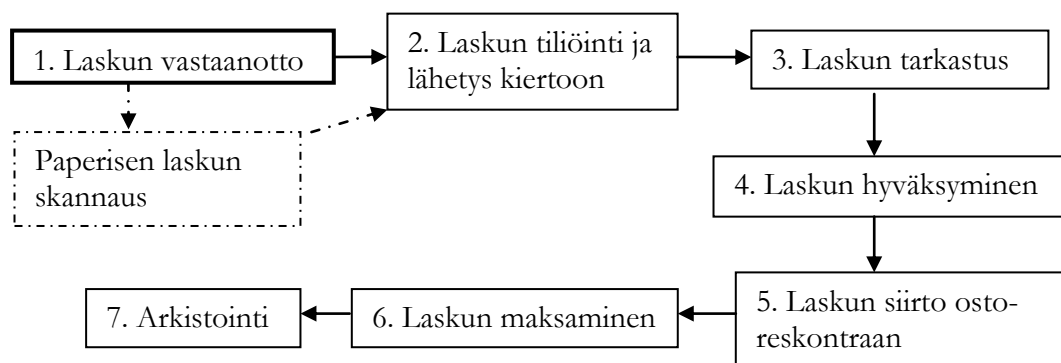 1. Laskun vastaanotto
2. Laskun tiliöinti ja
lähetys kiertoon
3. Laskun tarkastus
Paperisen laskun
skannaus
4. Laskun hyväksyminen
5. Laskun siirto osto-
reskontraan
6. Laskun maksaminen
7. Arkistointi